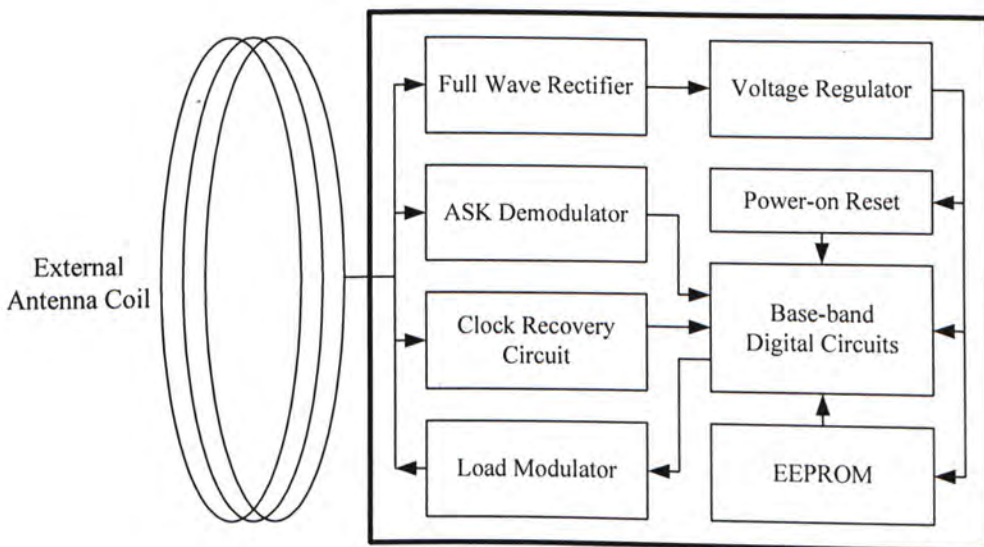 External
Antenna Coil
Full Wave Rectifier
Voltage Regulator
ASK Demodulator
Power-on Reset
Clock Recovery
Circuit
Base-band
Digital Circuits
Load Modulator
EEPROM